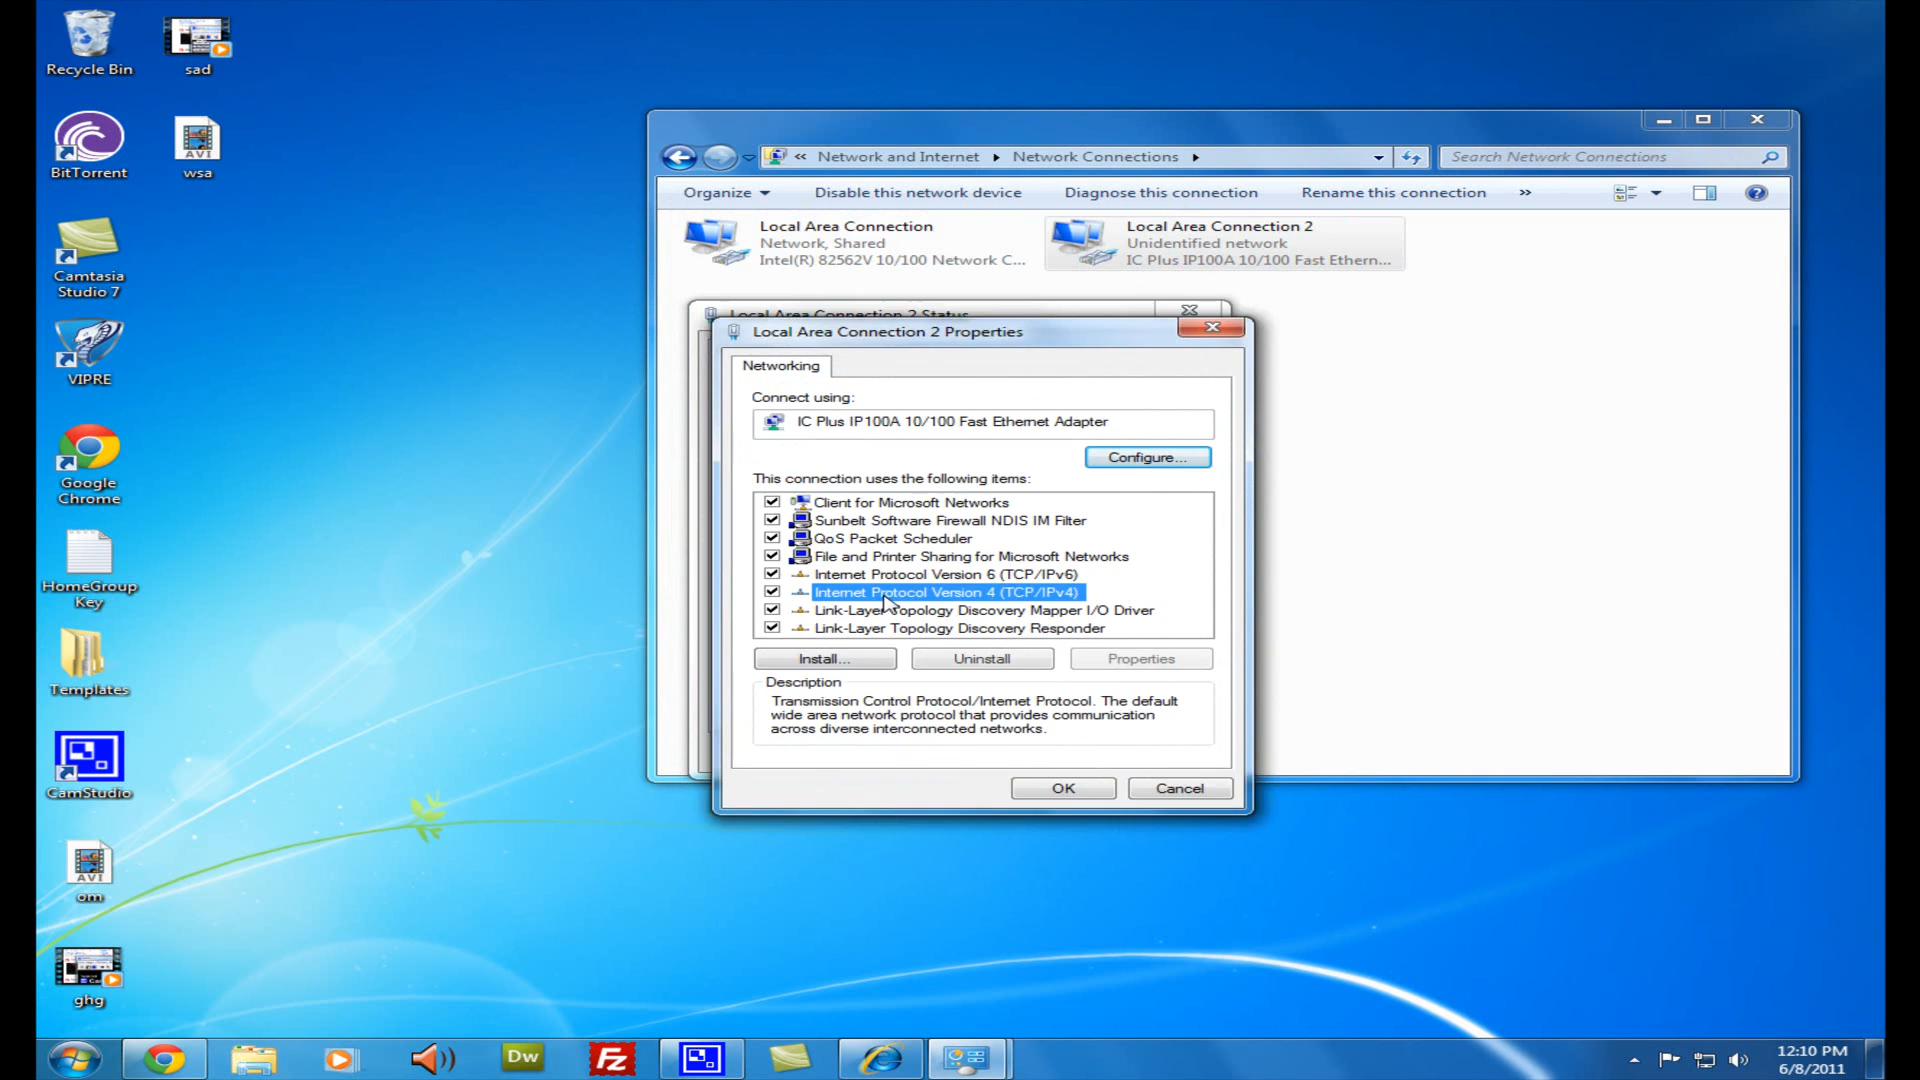 Recycle Bin
sad
BitTorrent
AVI
wsa
Camtasia
Studio 7
VIPRE
Google
Chrome
HomeGroup
Key
Templates
CamStudio
AVI
om
ghg
« Network and Internet ▸ Network Connections ▸
Search Network Connections
Organize
Disable this network device
Diagnose this connection
Rename this connection
»
Local Area Connection
Network, Shared
Intel(R) 82562V 10/100 Network C...
Local Area Connection 2
Unidentified network
IC Plus IP100A 10/100 Fast Ethern...
Local Area Connection 2 Status
Local Area Connection 2 Properties
Networking
Connect using:
IC Plus IP100A 10/100 Fast Ethernet Adapter
Configure...
This connection uses the following items:
Client for Microsoft Networks
Sunbelt Software Firewall NDIS IM Filter
QoS Packet Scheduler
File and Printer Sharing for Microsoft Networks
Internet Protocol Version 6 (TCP/IPv6)
Internet Protocol Version 4 (TCP/IPv4)
Link-Layer Topology Discovery Mapper I/O Driver
Link-Layer Topology Discovery Responder
Install...
Uninstall
Properties
Description
Transmission Control Protocol/Internet Protocol. The default
wide area network protocol that provides communication
across diverse interconnected networks.
OK
Cancel
Dw
Fz
12:10 PM
6/8/2011